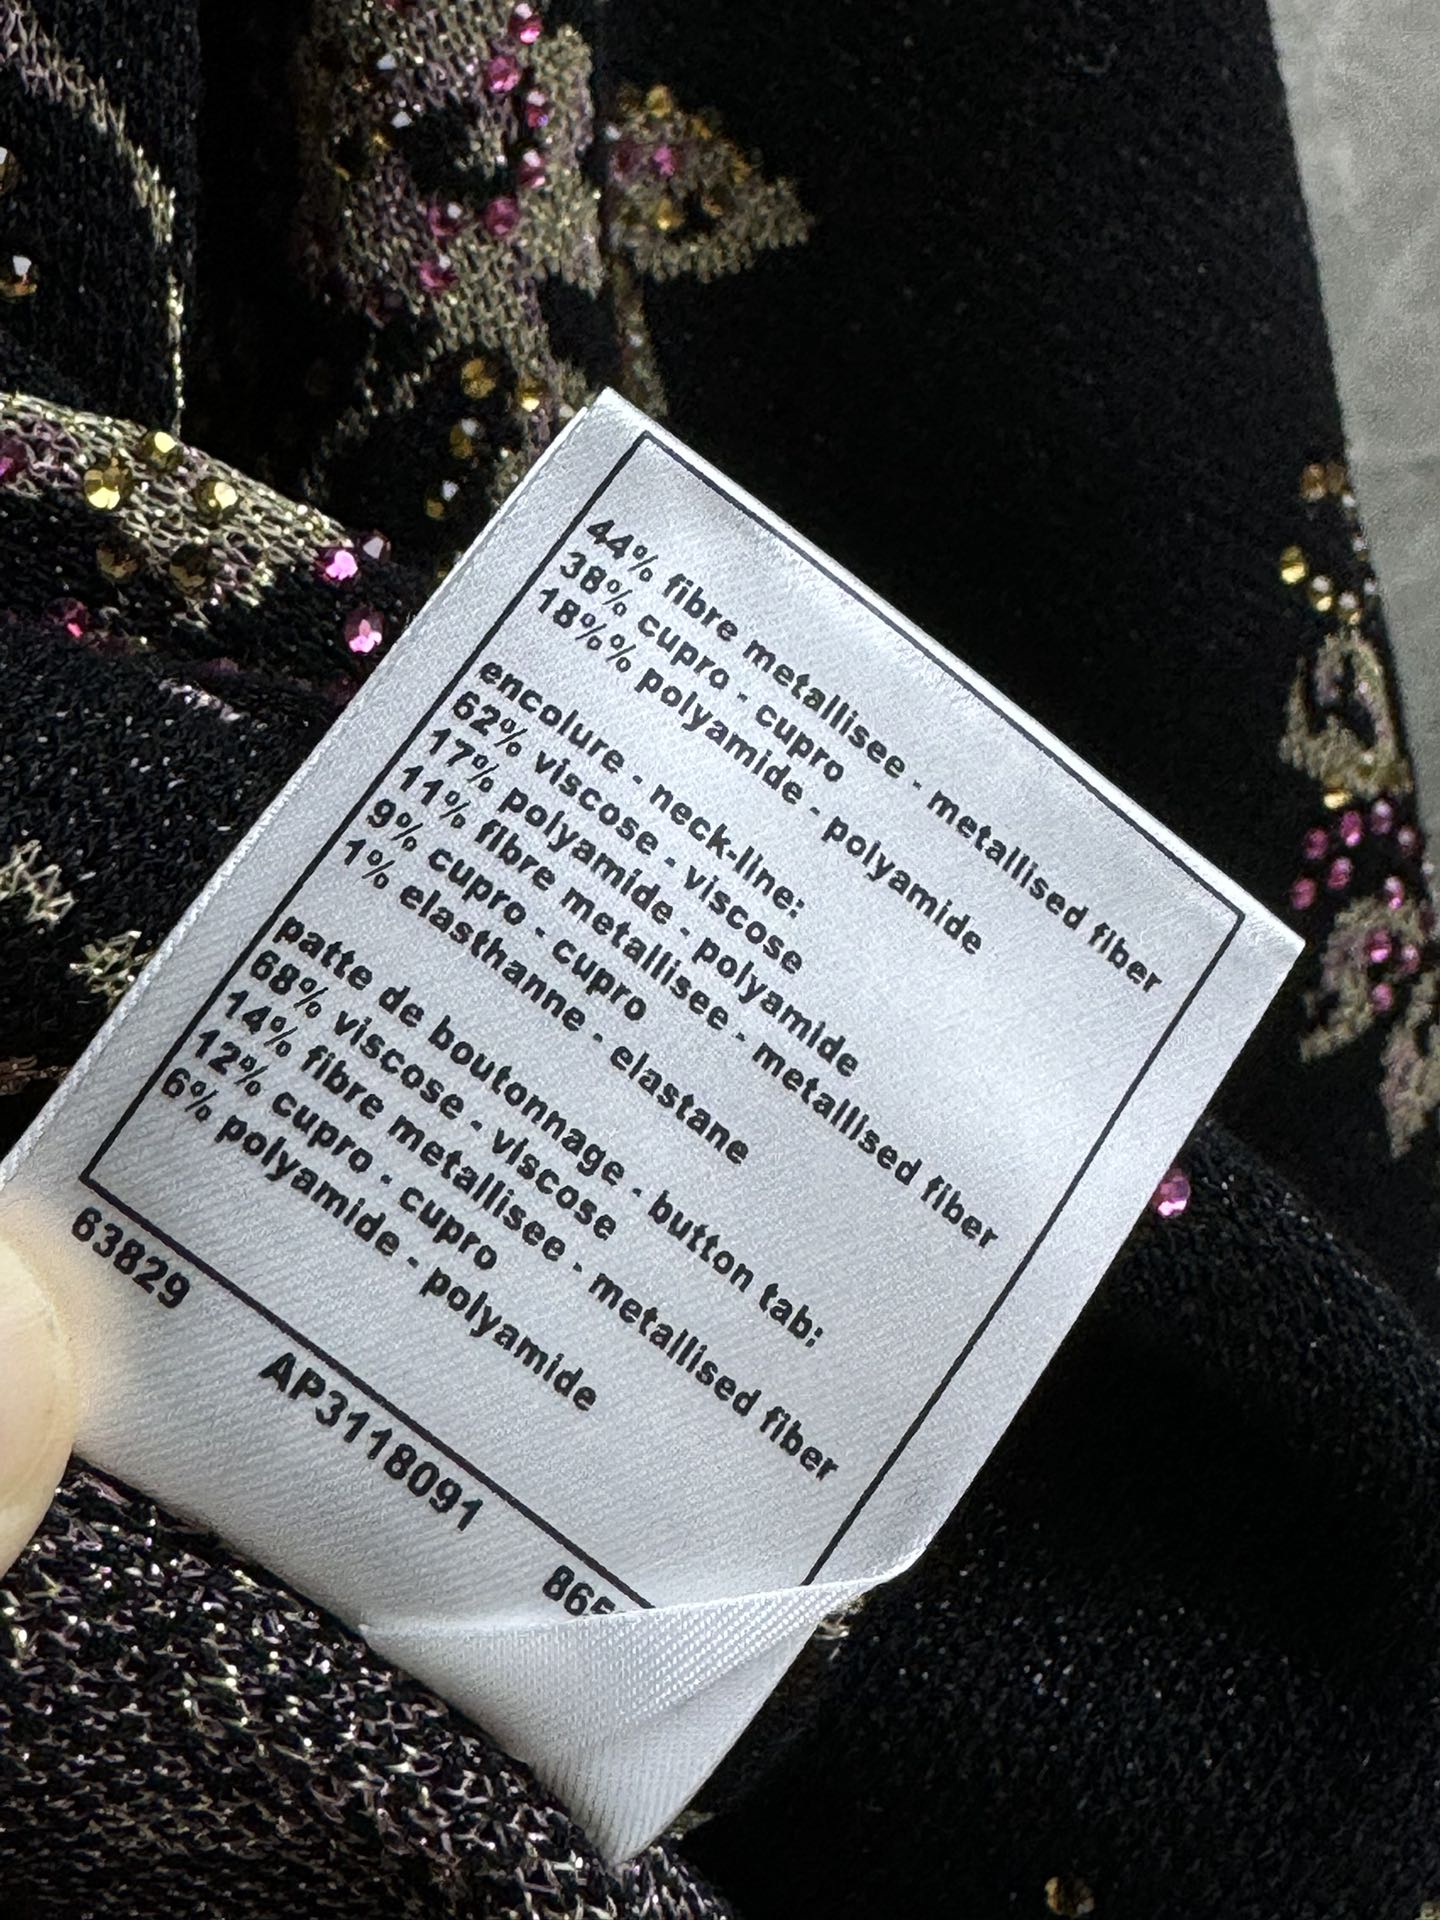 44% fibre metallisee - metallised fiber
38% cupro - cupro
18%% polyamide - polyamide
encolure - neck-line:
62% viscose - viscose
17% polyamide - polyamide
11% fibre metallisee - metallised fiber
9% cupro - cupro
1% elasthanne - elastane
patte de boutonnage - button tab:
68% viscose - viscose
14% fibre metallisee - metallised fiber
12% cupro - cupro
6% polyamide - polyamide
63829 AP3118091